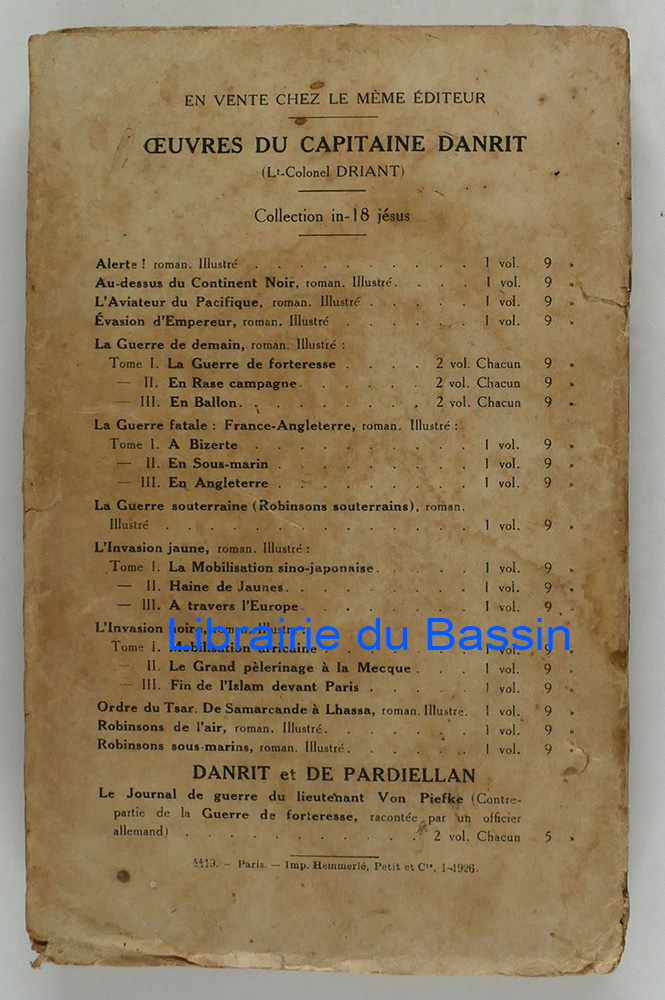 EN VENTE CHEZ LE MÊME ÉDITEUR
ŒUVRES DU CAPITAINE DANRIT
(Lt-Colonel DRIANT)
Collection in-18 jésus
Alerte ! roman. Illustré . . . . . . . . . . 1 vol. 9 »
Au-dessus du Continent Noir, roman. Illustré. . . . 1 vol. 9 »
L'Aviateur du Pacifique, roman. Illustré . . . . . 1 vol. 9 »
Évasion d'Empereur, roman. Illustré . . . . . . 1 vol. 9 »
La Guerre de demain, roman. Illustré :
Tome I. La Guerre de forteresse . . . . 2 vol. Chacun 9 »
— II. En Rase campagne. . . . . . 2 vol. Chacun 9 »
— III. En Ballon. . . . . . . . . 2 vol. Chacun 9 »
La Guerre fatale : France-Angleterre, roman. Illustré :
Tome I. A Bizerte . . . . . . . . . 1 vol. 9 »
— II. En Sous-marin . . . . . . . . 1 vol. 9 »
— III. En Angleterre . . . . . . . . 1 vol. 9 »
La Guerre souterraine (Robinsons souterrains), roman.
Illustré . . . . . . . . . . . . . 1 vol. 9 »
L'Invasion jaune, roman. Illustré :
Tome I. La Mobilisation sino-japonaise. . . . . 1 vol. 9 »
— II. Haine de Jaunes. . . . . . . . 1 vol. 9 »
— III. A travers l'Europe. . . . . . . 1 vol. 9 »
L'Invasion noire, roman. Illustré
Librairie du Bassin
Tome I. Mobilisation africaine . . . . . . 1 vol. 9 »
— II. Le Grand pèlerinage à la Mecque . . . 1 vol. 9 »
— III. Fin de l'Islam devant Paris . . . . . 1 vol. 9 »
Ordre du Tsar. De Samarcande à Lhassa, roman. Illustre. 1 vol. 9 »
Robinsons de l'air, roman. Illustré. . . . . . . 1 vol. 9 »
Robinsons sous-marins, roman. Illustré. . . . . . 1 vol. 9 »
DANRIT et DE PARDIELLAN
Le Journal de guerre du lieutenant Von Piefke (Contre-
partie de la Guerre de forteresse, racontée par un officier
allemand) . . . . . . . . . . . 2 vol. Chacun 5 »
4419. — Paris. — Imp. Hemmerlé, Petit et Cie. 1-1926.